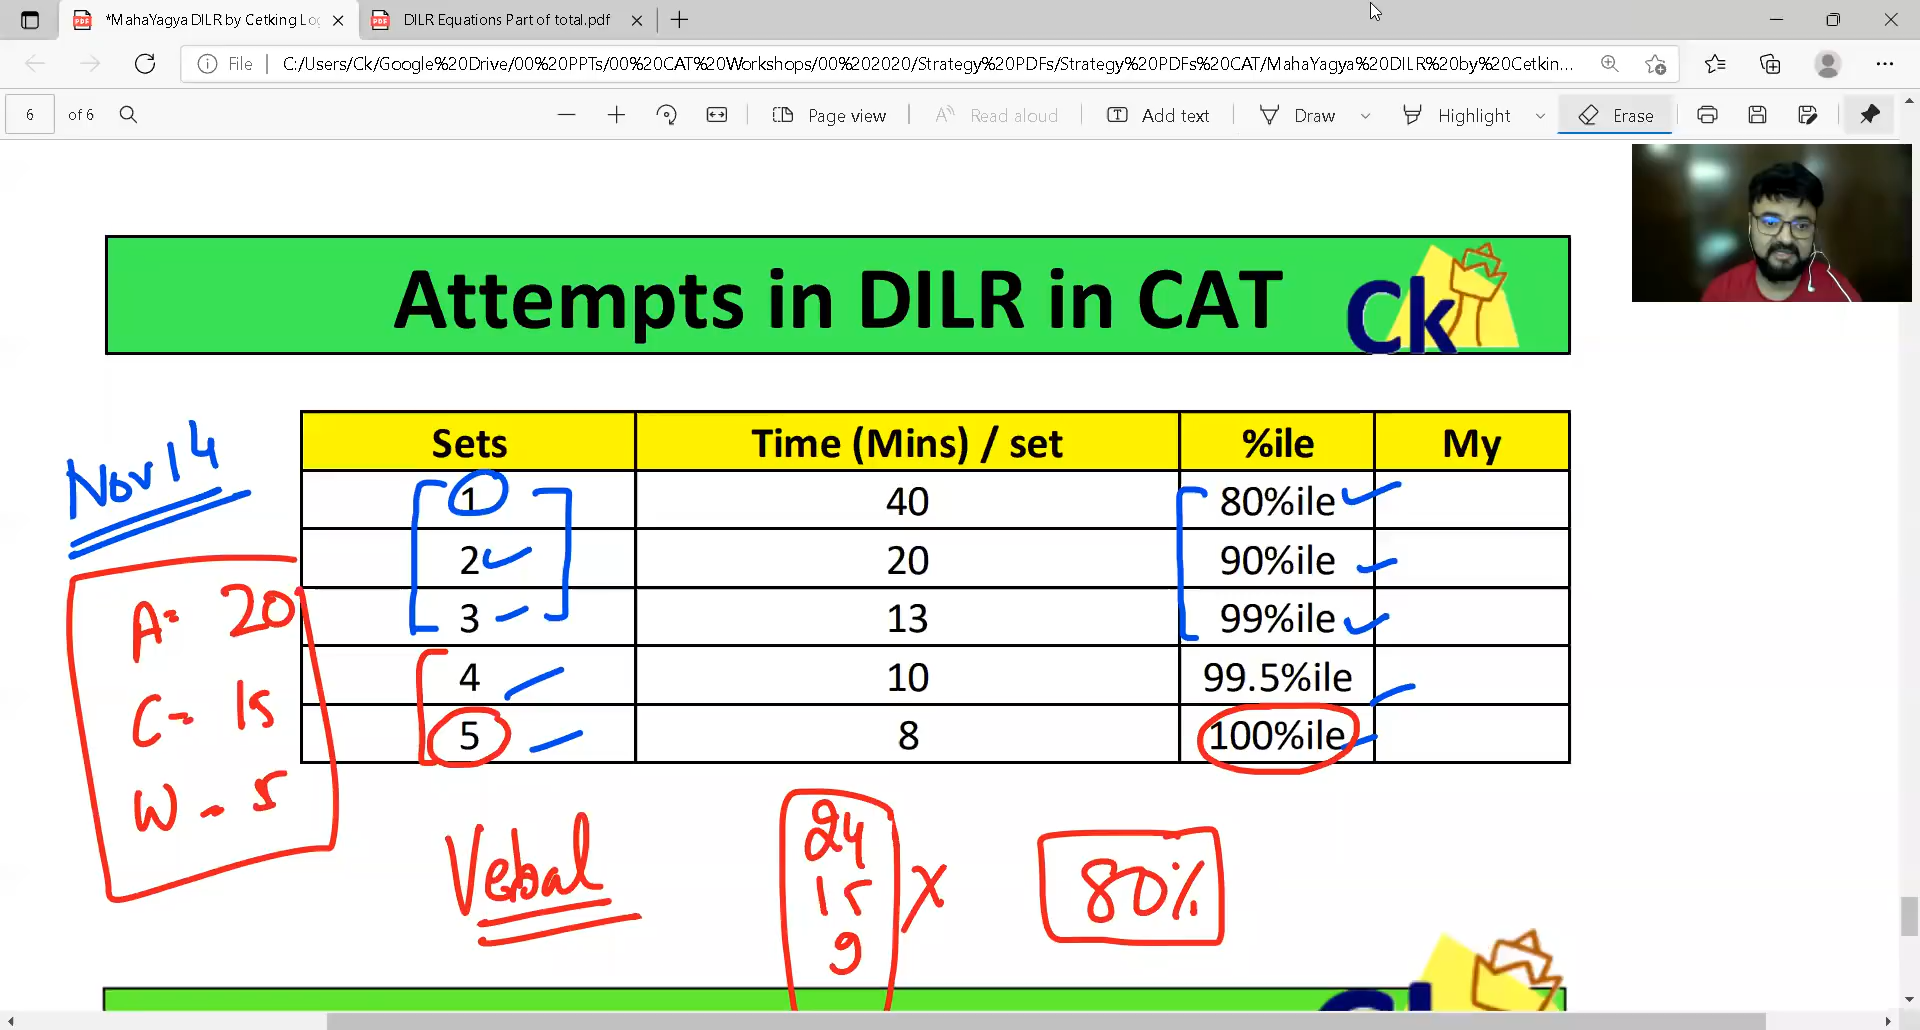 *MahaYagya DILR by Cetking Lo
DILR Equations Part of total.pdf
File
C:/Users/Ck/Google%20Drive/00%20PPTs/00%20CAT%20Workshops/00%202020/Strategy%20PDFs/Strategy%20PDFs%20CAT/MahaYagya%20DILR%20by%20Cetkin...
6 of 6
Page view
Read aloud
Add text
Draw
Highlight
Erase
Attempts in DILR in CAT
Ck
Nov 14
Sets Time (Mins) / set %ile My
1 40 80%ile
2 20 90%ile
3 13 99%ile
4 10 99.5%ile
5 8 100%ile
A= 20
C= 15
W - 5
Verbal
24
15
9
X
80%